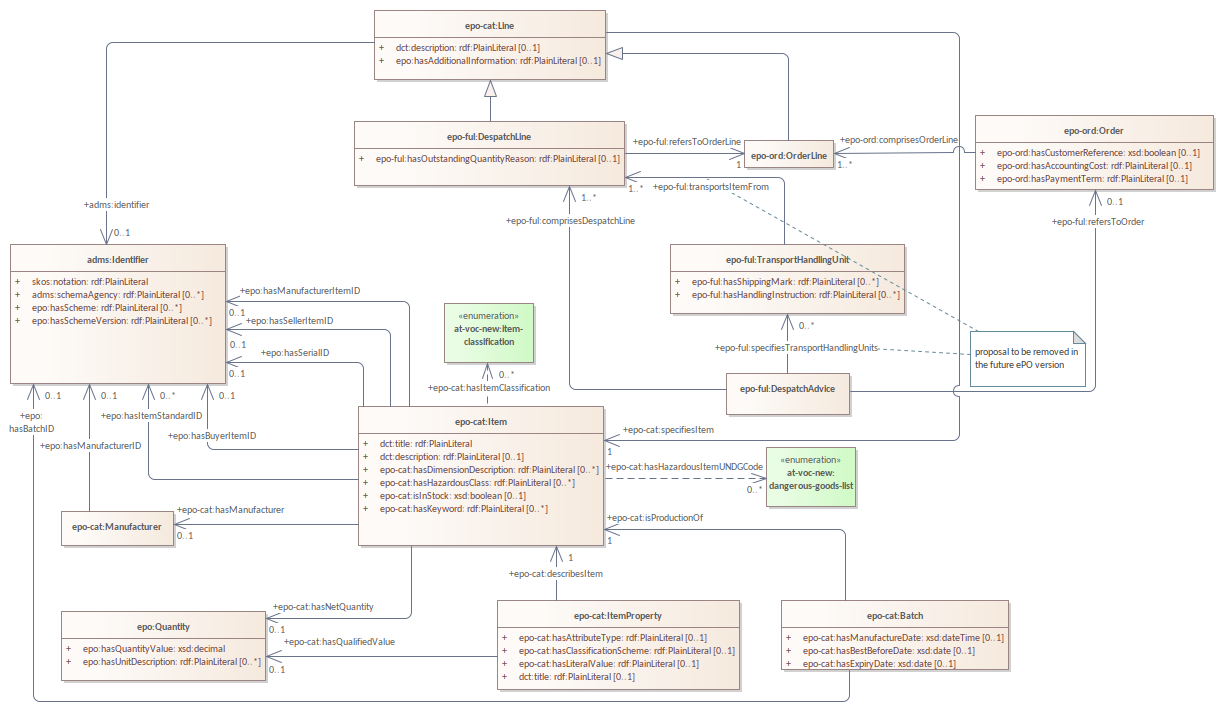 epo-cat:Line
+ dct:description: rdf:PlainLiteral [0..1]
+ epo:hasAdditionalInformation: rdf:PlainLiteral [0..1]
epo-ful:DespatchLine
+ epo-ful:hasOutstandingQuantityReason: rdf:PlainLiteral [0..1]
+epo-ful:refersToOrderLine
1
epo-ord:OrderLine
+epo-ord:comprisesOrderLine
1..*
epo-ord:Order
+ epo-ord:hasCustomerReference: xsd:boolean [0..1]
+ epo-ord:hasAccountingCost: rdf:PlainLiteral [0..1]
+ epo-ord:hasPaymentTerm: rdf:PlainLiteral [0..1]
1..*
+epo-ful:transportsItemFrom
1..*
+epo-ful:comprisesDespatchLine
0..1
+epo-ful:refersToOrder
+adms:identifier
0..1
adms:Identifier
+ skos:notation: rdf:PlainLiteral
+ adms:schemaAgency: rdf:PlainLiteral [0..*]
+ epo:hasScheme: rdf:PlainLiteral [0..*]
+ epo:hasSchemeVersion: rdf:PlainLiteral [0..*]
epo-ful:TransportHandlingUnit
+ epo-ful:hasShippingMark: rdf:PlainLiteral [0..*]
+ epo-ful:hasHandlingInstruction: rdf:PlainLiteral [0..*]
+epo:hasManufacturerItemID
0..1
+epo:hasSellerItemID
0..1
+epo:hasSerialID
0..1
«enumeration»
at-voc-new:item-
classification
0..*
+epo-cat:hasItemClassification
0..*
+epo-ful:specifiesTransportHandlingUnits
proposal to be removed in
the future ePO version
epo-ful:DespatchAdvice
0..1
+epo:
hasBatchID
0..1
+epo:hasManufacturerID
0..*
+epo:hasItemStandardID
0..1
+epo:hasBuyerItemID
epo-cat:Item
+ dct:title: rdf:PlainLiteral
+ dct:description: rdf:PlainLiteral [0..1]
+ epo-cat:hasDimensionDescription: rdf:PlainLiteral [0..*]
+ epo-cat:hasHazardousClass: rdf:PlainLiteral [0..*]
+ epo-cat:isInStock: xsd:boolean [0..1]
+ epo-cat:hasKeyword: rdf:PlainLiteral [0..*]
+epo-cat:specifiesItem
1
+epo-cat:hasHazardousItemUNDGCode
0..*
«enumeration»
at-voc-new:
dangerous-goods-list
epo-cat:Manufacturer
+epo-cat:hasManufacturer
0..1
+epo-cat:isProductionOf
1
1
+epo-cat:describesItem
+epo-cat:hasNetQuantity
0..1
epo:Quantity
+ epo:hasQuantityValue: xsd:decimal
+ epo:hasUnitDescription: rdf:PlainLiteral [0..*]
+epo-cat:hasQualifiedValue
0..1
epo-cat:ItemProperty
+ epo-cat:hasAttributeType: rdf:PlainLiteral [0..1]
+ epo-cat:hasClassificationScheme: rdf:PlainLiteral [0..1]
+ epo-cat:hasLiteralValue: rdf:PlainLiteral [0..1]
+ dct:title: rdf:PlainLiteral [0..1]
epo-cat:Batch
+ epo-cat:hasManufactureDate: xsd:dateTime [0..1]
+ epo-cat:hasBestBeforeDate: xsd:date [0..1]
+ epo-cat:hasExpiryDate: xsd:date [0..1]